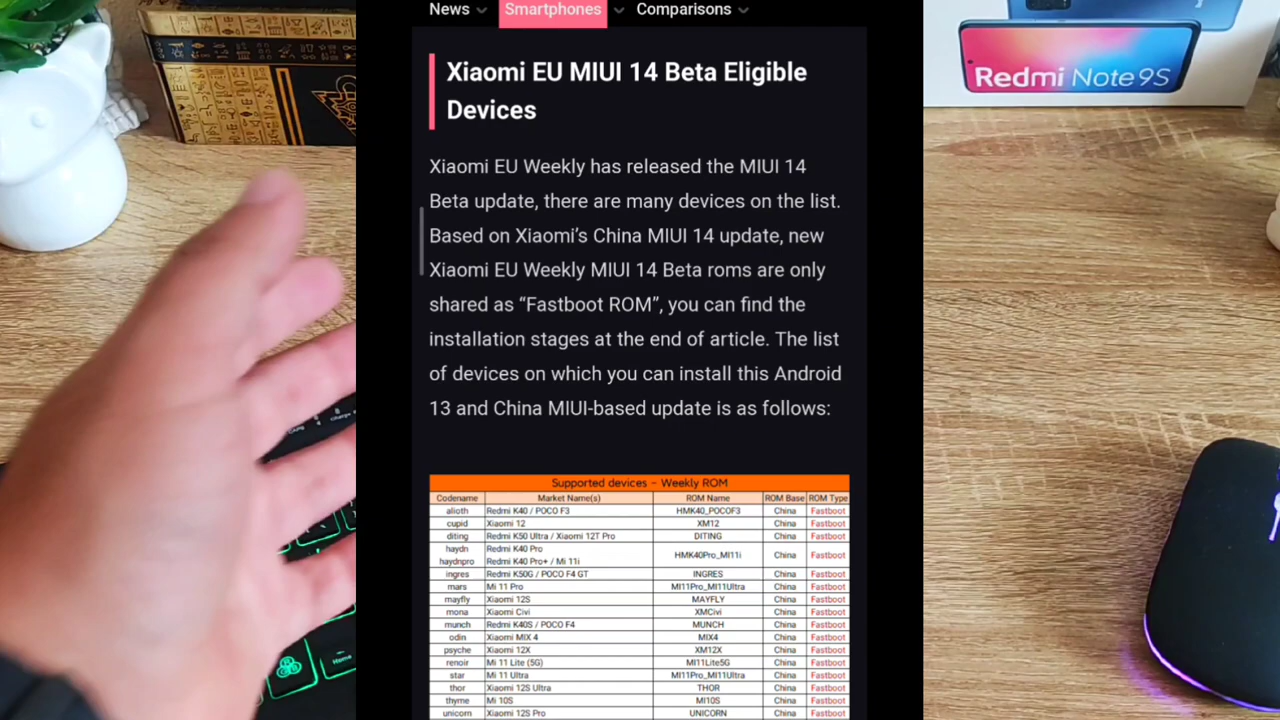 News
Smartphones
Comparisons
Xiaomi EU MIUI 14 Beta Eligible
Devices
Xiaomi EU Weekly has released the MIUI 14
Beta update, there are many devices on the list.
Based on Xiaomi’s China MIUI 14 update, new
Xiaomi EU Weekly MIUI 14 Beta roms are only
shared as “Fastboot ROM”, you can find the
installation stages at the end of article. The list
of devices on which you can install this Android
13 and China MIUI-based update is as follows:
Supported devices – Weekly ROM
Codename Market Name(s) ROM Name ROM Base ROM Type
alioth Redmi K40 / POCO F3 HMK40_POCOF3 China Fastboot
cupid Xiaomi 12 XM12 China Fastboot
diting Redmi K50 Ultra / Xiaomi 12T Pro DITING China Fastboot
haydn Redmi K40 Pro
haydnpro Redmi K40 Pro+ / Mi 11i HMK40Pro_MI11i China Fastboot
ingres Redmi K50G / POCO F4 GT INGRES China Fastboot
mars Mi 11 Pro MI11Pro_MI11Ultra China Fastboot
mayfly Xiaomi 12S MAYFLY China Fastboot
mona Xiaomi Civi XMCivi China Fastboot
munch Redmi K40S / POCO F4 MUNCH China Fastboot
odin Xiaomi MIX 4 MIX4 China Fastboot
psyche Xiaomi 12X XM12X China Fastboot
renoir Mi 11 Lite (5G) MI11Lite5G China Fastboot
star Mi 11 Ultra MI11Pro_MI11Ultra China Fastboot
thor Xiaomi 12S Ultra THOR China Fastboot
thyme Mi 10S MI10S China Fastboot
unicorn Xiaomi 12S Pro UNICORN China Fastboot
Redmi Note 9S
Home